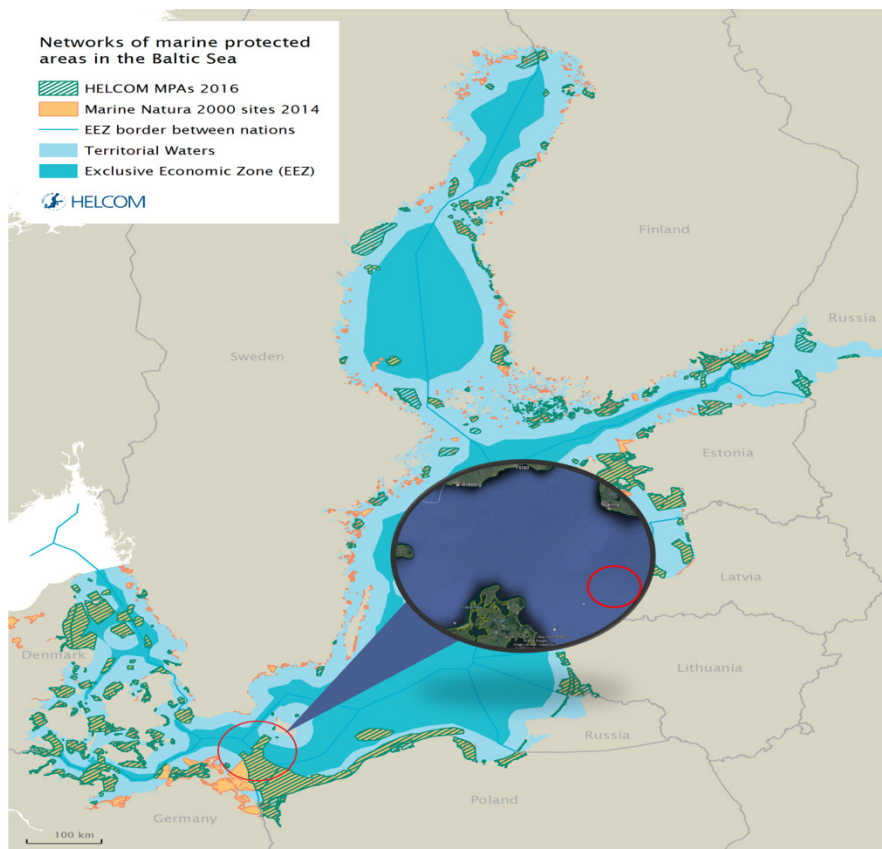 Networks of marine protected
areas in the Baltic Sea
HELCOM MPAs 2016
Marine Natura 2000 sites 2014
EEZ border between nations
Territorial Waters
Exclusive Economic Zone (EEZ)
HELCOM
Finland
Russia
Sweden
Estonia
Latvia
Denmark
Lithuania
Russia
Poland
Germany
100 km